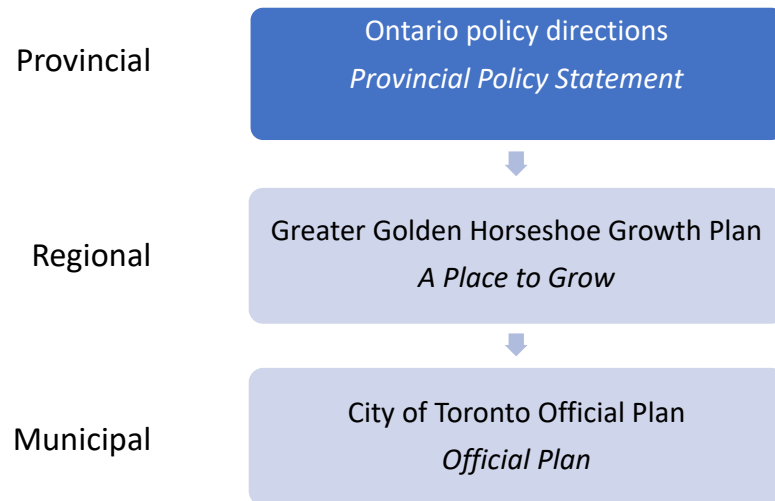 Provincial
Ontario policy directions
Provincial Policy Statement
Regional
Greater Golden Horseshoe Growth Plan
A Place to Grow
Municipal
City of Toronto Official Plan
Official Plan